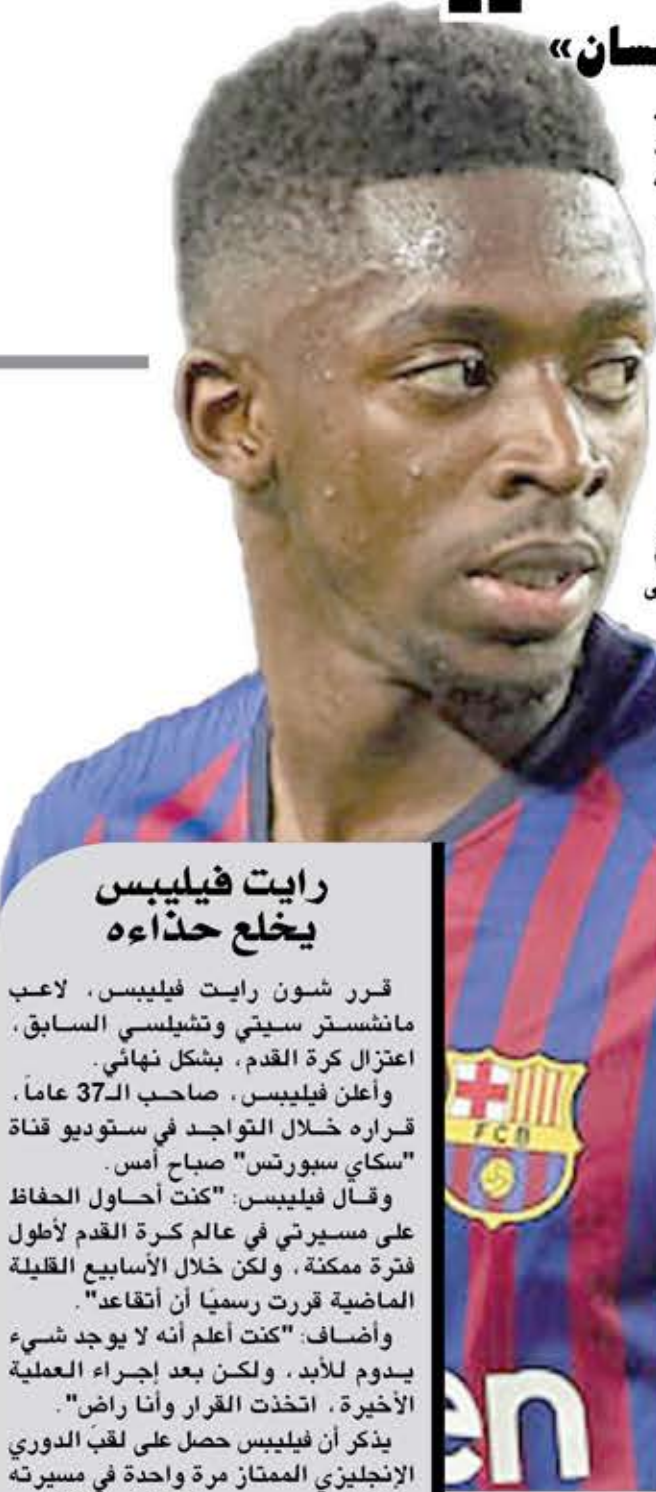 سان»
رايت فيليبس
يخلع حذاءه
قرر شون رايت فيليبس، لاعب
مانشستر سيتي وتشيلسي السابق،
اعتزال كرة القدم، بشكل نهائي.
وأعلن فيليبس، صاحب الـ37 عاماً،
قراره خلال التواجد في ستوديو قناة
"سكاي سبورتس" صباح أمس.
وقال فيليبس: "كنت أحاول الحفاظ
على مسيرتي في عالم كرة القدم لأطول
فترة ممكنة، ولكن خلال الأسابيع القليلة
الماضية قررت رسميًا أن أتقاعد".
وأضاف: "كنت أعلم أنه لا يوجد شيء
يدوم للأبد، ولكن بعد إجراء العملية
الأخيرة، اتخذت القرار وأنا راض".
يذكر أن فيليبس حصل على لقبَ الدوري
الإنجليزي الممتاز مرة واحدة في مسيرته
FCB
en